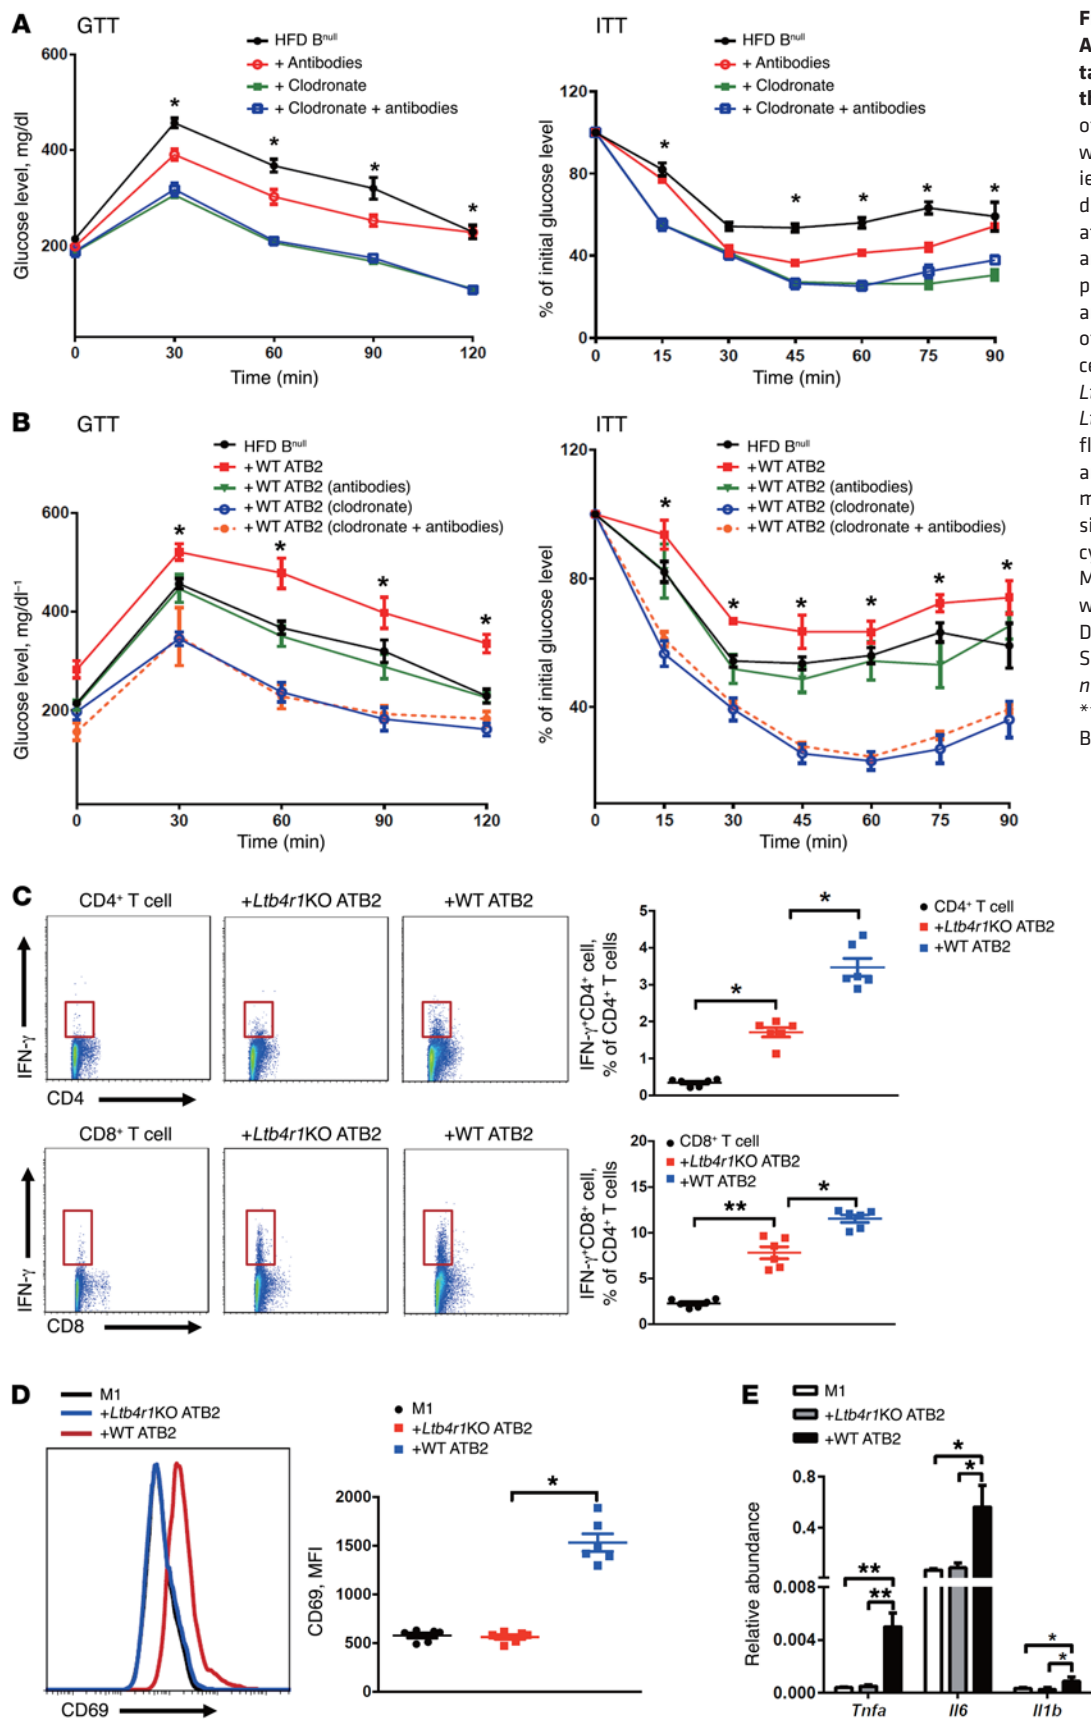 A
GTT
HFD Bnull
+ Antibodies
+ Clodronate
+ Clodronate + antibodies
Glucose level, mg/dl
600
400
200
*
*
*
*
0
30
60
90
120
Time (min)
ITT
HFD Bnull
+ Antibodies
+ Clodronate
+ Clodronate + antibodies
% of initial glucose level
120
80
40
0
*
*
*
*
*
0
15
30
45
60
75
90
Time (min)
B
GTT
HFD Bnull
+WT ATB2
+WT ATB2 (antibodies)
+WT ATB2 (clodronate)
+WT ATB2 (clodronate + antibodies)
Glucose level, mg/dl⁻¹
600
400
200
*
*
*
*
0
30
60
90
120
Time (min)
ITT
HFD Bnull
+WT ATB2
+WT ATB2 (antibodies)
+WT ATB2 (clodronate)
+WT ATB2 (clodronate + antibodies)
% of initial glucose level
120
80
40
*
*
*
*
*
*
0
15
30
45
60
75
90
Time (min)
C
CD4⁺ T cell
+Ltb4r1KO ATB2
+WT ATB2
IFN-γ
CD4
IFN-γ⁺CD4⁺ cell,
% of CD4⁺ T cells
5
4
3
2
1
0
*
*
CD4⁺ T cell
+Ltb4r1KO ATB2
+WT ATB2
CD8⁺ T cell
+Ltb4r1KO ATB2
+WT ATB2
IFN-γ
CD8
IFN-γ⁺CD8⁺ cell,
% of CD4⁺ T cells
20
15
10
5
0
CD8⁺ T cell
+Ltb4r1KO ATB2
+WT ATB2
**
*
D
M1
+Ltb4r1KO ATB2
+WT ATB2
CD69
M1
+Ltb4r1KO ATB2
+WT ATB2
CD69, MFI
2000
1500
1000
500
0
*
E
M1
+Ltb4r1KO ATB2
+WT ATB2
Relative abundance
0.8
0.4
0.008
0.004
0.000
**
**
*
*
*
*
Tnfa
Il6
Il1b